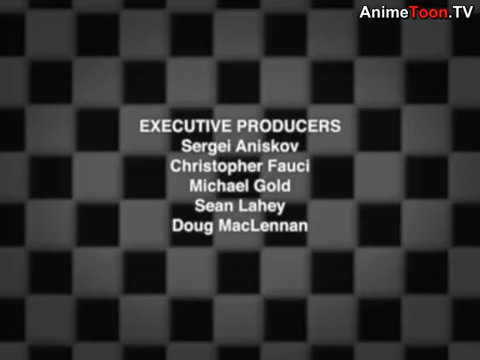 AnimeToon.TV
EXECUTIVE PRODUCERS
Sergei Aniskov
Christopher Fauci
Michael Gold
Sean Lahey
Doug MacLennan